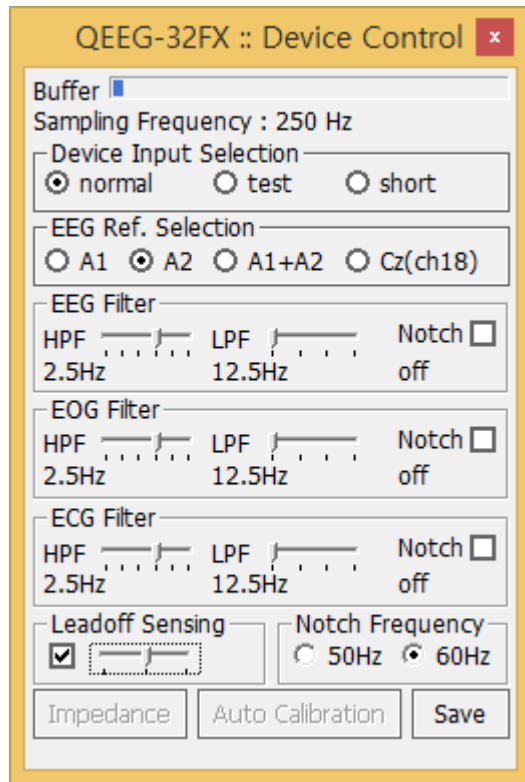 QEEG-32FX :: Device Control x
Buffer
Sampling Frequency : 250 Hz
Device Input Selection
normal test short
EEG Ref. Selection
A1 A2 A1+A2 Cz(ch18)
EEG Filter
HPF LPF Notch
2.5Hz 12.5Hz off
EOG Filter
HPF LPF Notch
2.5Hz 12.5Hz off
ECG Filter
HPF LPF Notch
2.5Hz 12.5Hz off
Leadoff Sensing Notch Frequency
50Hz 60Hz
Impedance Auto Calibration Save